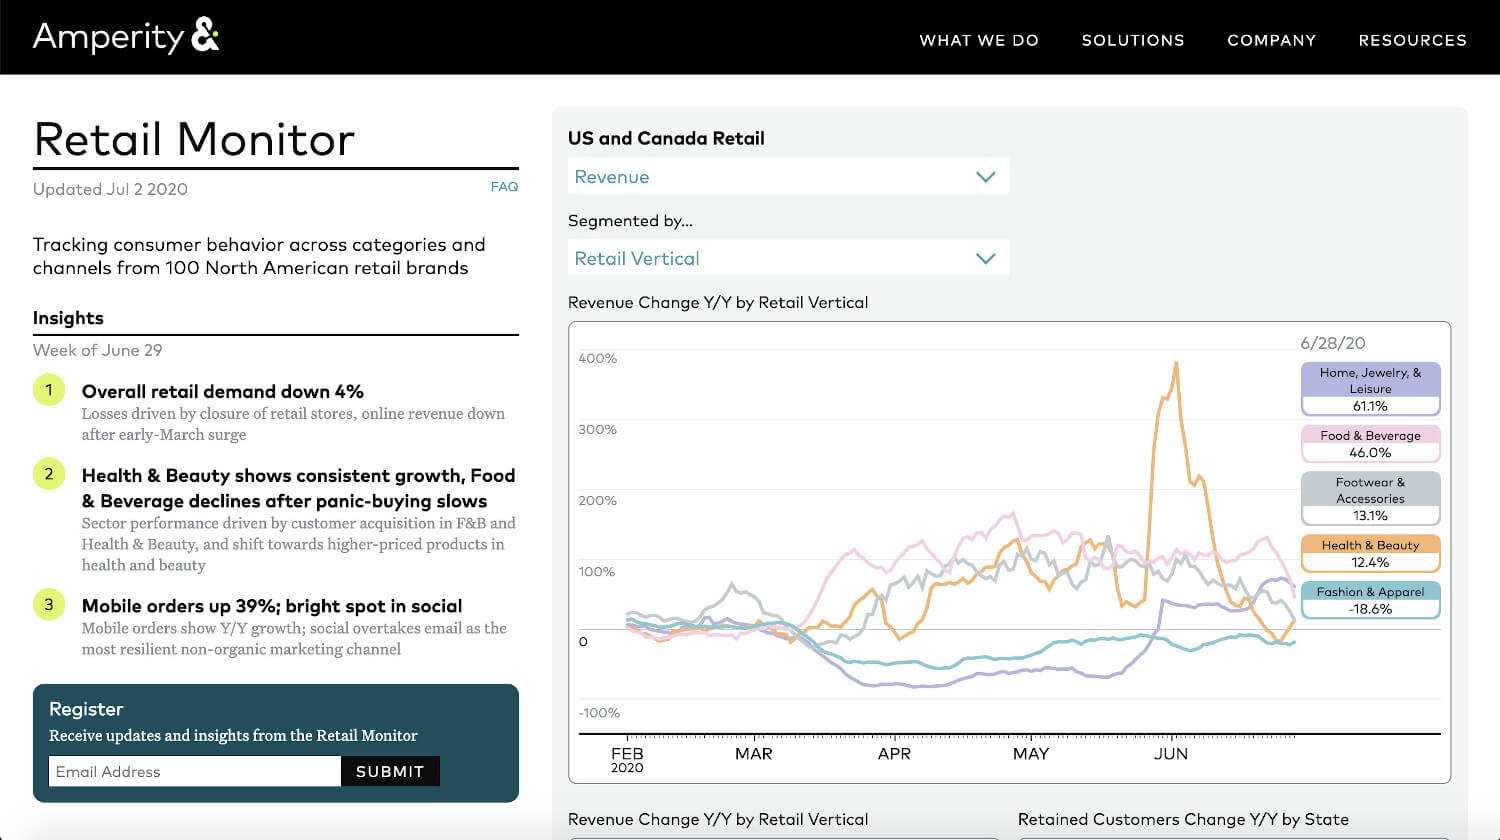 Amperity &
WHAT WE DO
SOLUTIONS
COMPANY
RESOURCES
Retail Monitor
Updated Jul 2 2020
FAQ
Tracking consumer behavior across categories and
channels from 100 North American retail brands
Insights
Week of June 29
1
Overall retail demand down 4%
Losses driven by closure of retail stores, online revenue down
after early-March surge
2
Health & Beauty shows consistent growth, Food
& Beverage declines after panic-buying slows
Sector performance driven by customer acquisition in F&B and
Health & Beauty, and shift towards higher-priced products in
health and beauty
3
Mobile orders up 39%; bright spot in social
Mobile orders show Y/Y growth; social overtakes email as the
most resilient non-organic marketing channel
Register
Receive updates and insights from the Retail Monitor
Email Address
SUBMIT
US and Canada Retail
Revenue
Segmented by...
Retail Vertical
Revenue Change Y/Y by Retail Vertical
400%
300%
200%
100%
0
-100%
FEB
2020
MAR
APR
MAY
JUN
6/28/20
Home, Jewelry, &
Leisure
61.1%
Food & Beverage
46.0%
Footwear &
Accessories
13.1%
Health & Beauty
12.4%
Fashion & Apparel
-18.6%
Revenue Change Y/Y by Retail Vertical
Retained Customers Change Y/Y by State